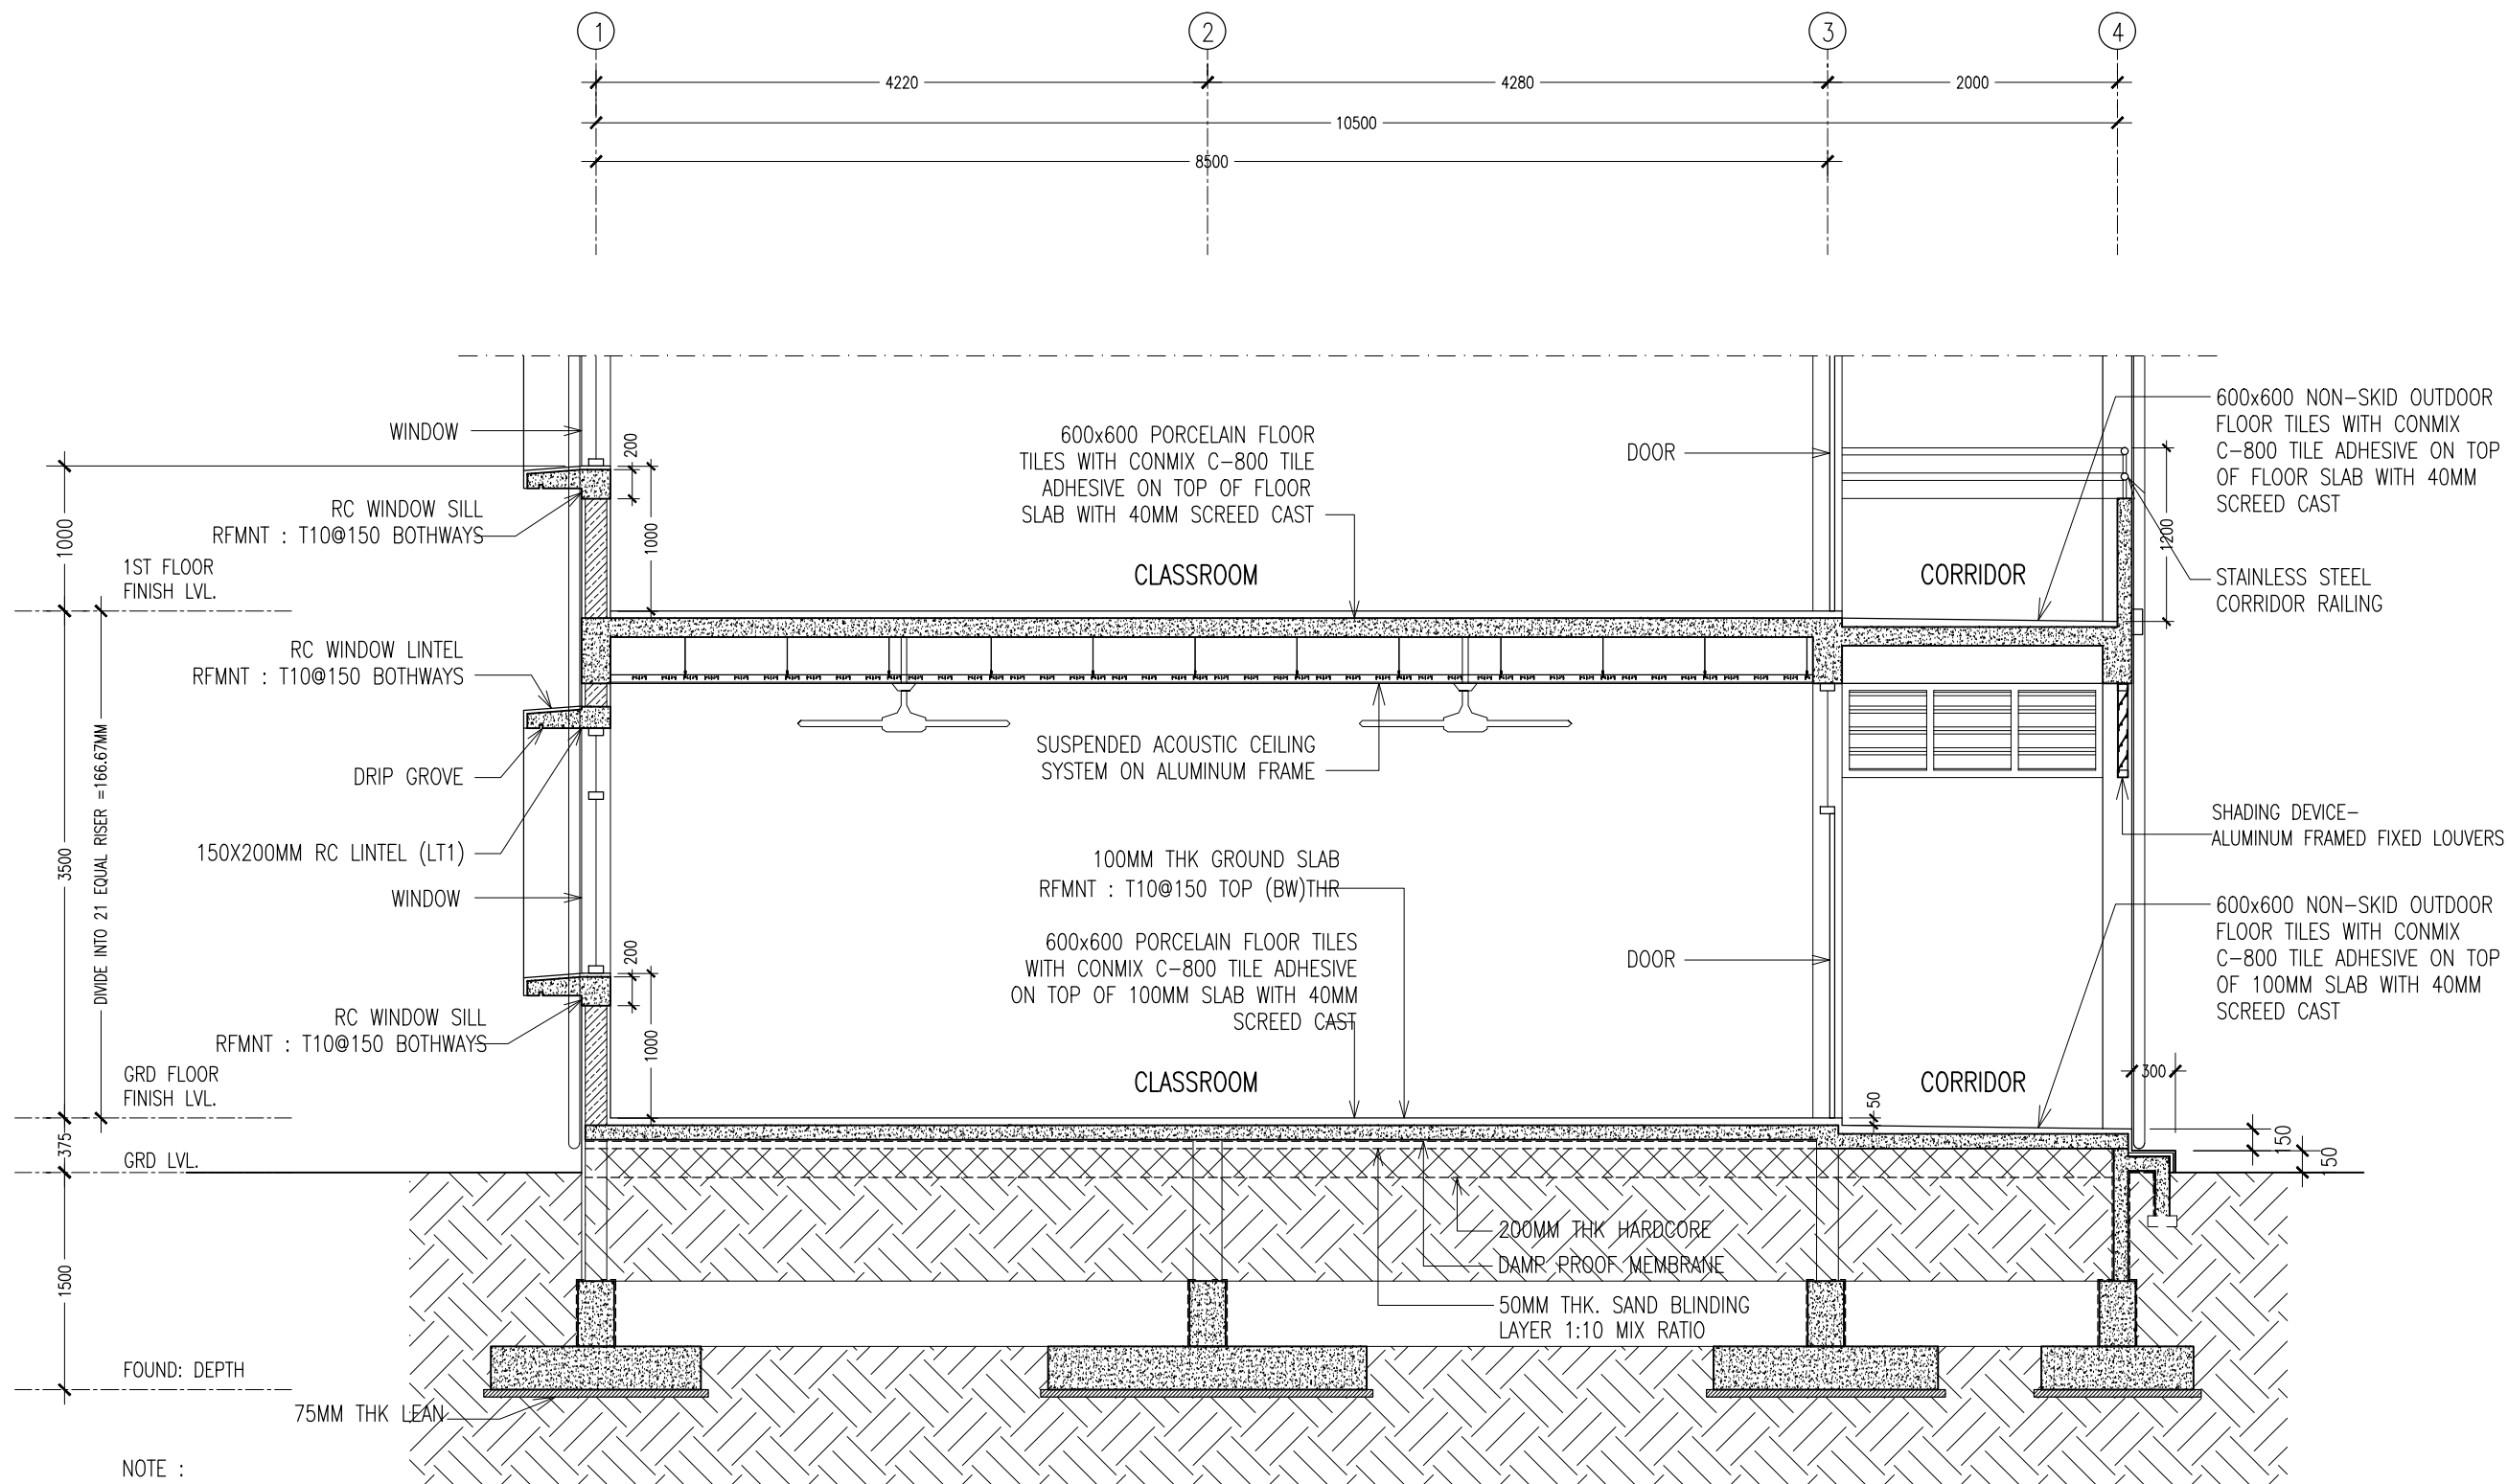 1
2
3
4
4220
4280
2000
10500
8500
WINDOW
200
1000
RC WINDOW SILL
RFMNT : T10@150 BOTHWAYS
1000
1ST FLOOR
FINISH LVL.
600x600 PORCELAIN FLOOR
TILES WITH CONMIX C-800 TILE
ADHESIVE ON TOP OF FLOOR
SLAB WITH 40MM SCREED CAST
CLASSROOM
DOOR
CORRIDOR
1200
600x600 NON-SKID OUTDOOR
FLOOR TILES WITH CONMIX
C-800 TILE ADHESIVE ON TOP
OF FLOOR SLAB WITH 40MM
SCREED CAST
STAINLESS STEEL
CORRIDOR RAILING
RC WINDOW LINTEL
RFMNT : T10@150 BOTHWAYS
DRIP GROVE
150X200MM RC LINTEL (LT1)
WINDOW
3500
DIVIDE INTO 21 EQUAL RISER =166.67MM
SUSPENDED ACOUSTIC CEILING
SYSTEM ON ALUMINUM FRAME
SHADING DEVICE-
ALUMINUM FRAMED FIXED LOUVERS
100MM THK GROUND SLAB
RFMNT : T10@150 TOP (BW)THR
600x600 PORCELAIN FLOOR TILES
WITH CONMIX C-800 TILE ADHESIVE
ON TOP OF 100MM SLAB WITH 40MM
SCREED CAST
DOOR
600x600 NON-SKID OUTDOOR
FLOOR TILES WITH CONMIX
C-800 TILE ADHESIVE ON TOP
OF 100MM SLAB WITH 40MM
SCREED CAST
200
1000
RC WINDOW SILL
RFMNT : T10@150 BOTHWAYS
GRD FLOOR
FINISH LVL.
CLASSROOM
CORRIDOR
300
50
150
150
375
GRD LVL.
1500
200MM THK HARDCORE
DAMP PROOF MEMBRANE
50MM THK. SAND BLINDING
LAYER 1:10 MIX RATIO
FOUND: DEPTH
75MM THK LEAN
NOTE :